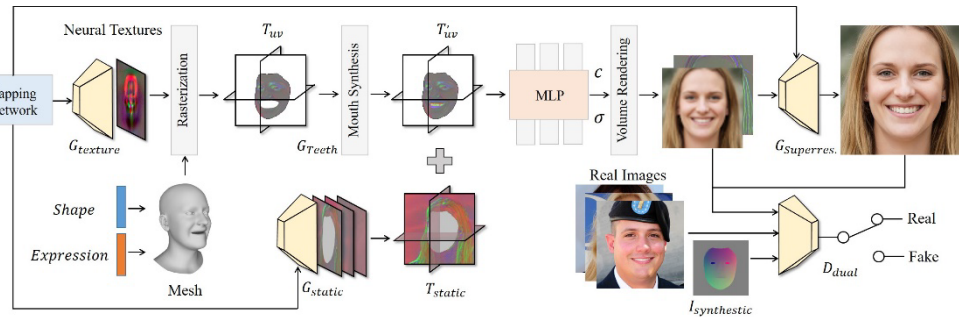 Neural Textures
T_uv
T'_uv
Rasterization
Mouth Synthesis
MLP
c
σ
Volume Rendering
apping
etwork
G_texture
G_Teeth
G_Superres.
Real Images
Shape
Expression
Mesh
G_static
T_static
I_synthestic
D_dual
Real
Fake